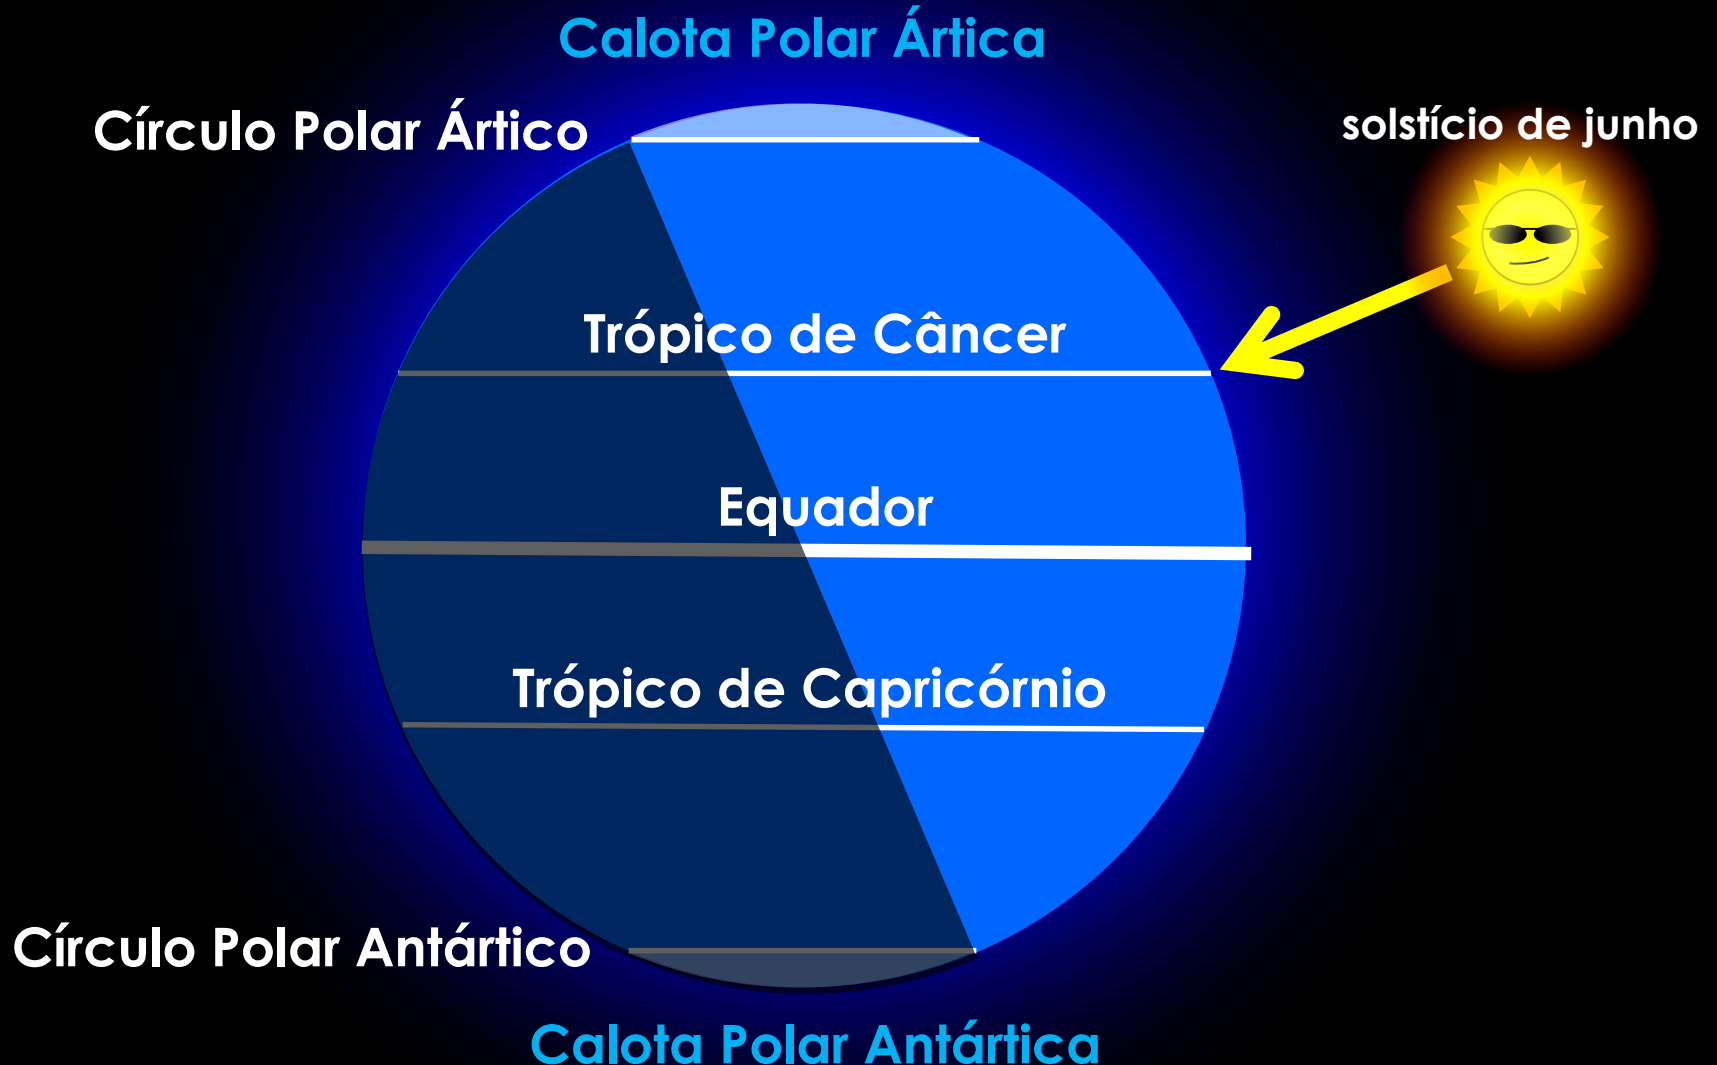 Calota Polar Ártica
Círculo Polar Ártico
solstício de junho
Trópico de Câncer
Equador
Trópico de Capricórnio
Círculo Polar Antártico
Calota Polar Antártica